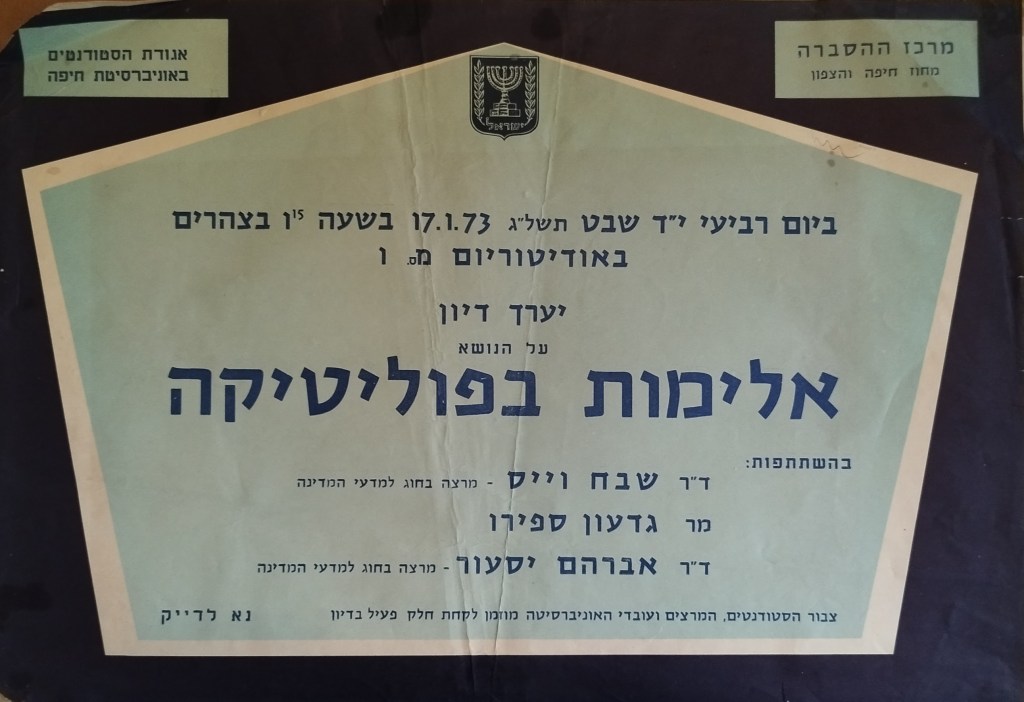 מרכז ההסברה
מחוז חיפה והצפון
אגודת הסטודנטים
באוניברסיטת חיפה
ישראל
ביום רביעי י״ד שבט תשל״ג 17.1.73 בשעה 1¹⁵ בצהרים
באודיטוריום מס. 1
יערך דיון
על הנושא
אלימות בפוליטיקה
בהשתתפות:
ד״ר שבח וייס - מרצה בחוג למדעי המדינה
מר גדעון ספירו
ד״ר אברהם יסעור - מרצה בחוג למדעי המדינה
צבור הסטודנטים, המרצים ועובדי האוניברסיטה מוזמן לקחת חלק פעיל בדיון נא לדייק